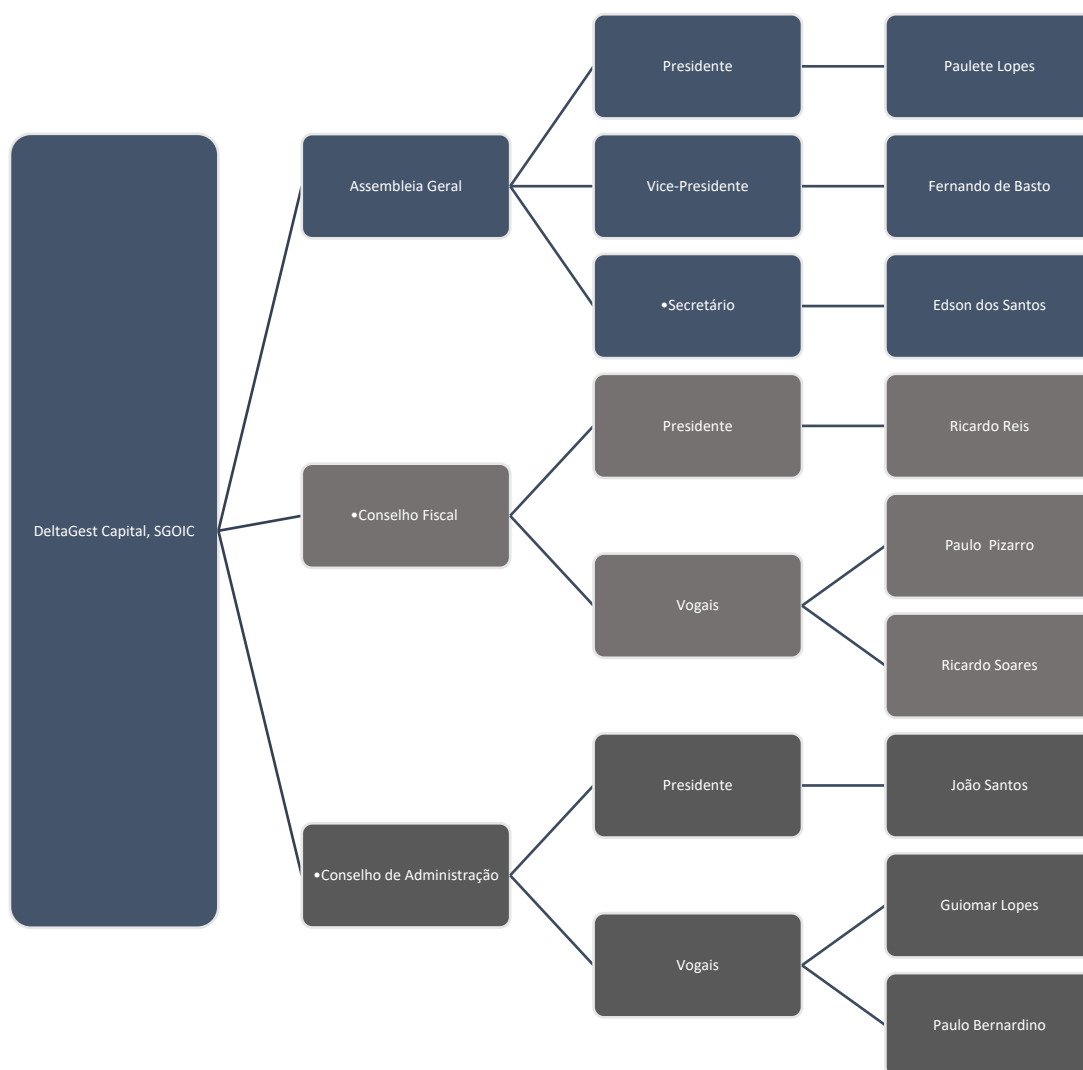 DeltaGest Capital, SGOIC
Assembleia Geral
Presidente
Paulete Lopes
Vice-Presidente
Fernando de Basto
•Secretário
Edson dos Santos
•Conselho Fiscal
Presidente
Ricardo Reis
Vogais
Paulo  Pizarro
Ricardo Soares
•Conselho de Administração
Presidente
João Santos
Vogais
Guiomar Lopes
Paulo Bernardino